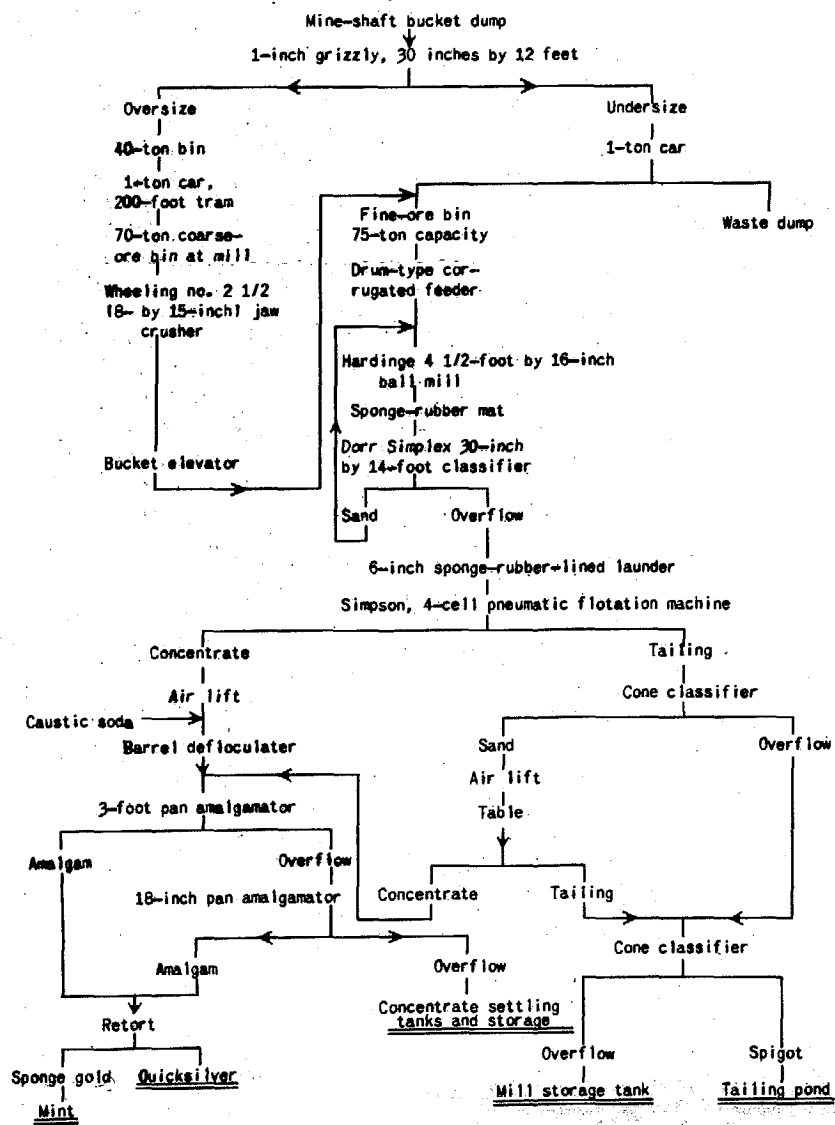 Mine-shaft bucket dump
1-inch grizzly, 30 inches by 12 feet
Oversize
Undersize
40-ton bin
1-ton car
1-ton car,
200-foot tram
70-ton coarse-
ore bin at mill
Wheeling no. 2 1/2
(8- by 15-inch) jaw
crusher
Bucket elevator
Fine-ore bin
75-ton capacity
Waste dump
Drum-type cor-
rugated feeder
Hardinge 4 1/2-foot by 16-inch
ball mill
Sponge-rubber mat
Dorr Simplex 30-inch
by 14-foot classifier
Sand
Overflow
6-inch sponge-rubber-lined launder
Simpson, 4-cell pneumatic flotation machine
Concentrate
Tailing
Air lift
Cone classifier
Caustic soda
Barrel defloculater
Sand
Overflow
Air lift
Table
3-foot pan amalgamator
Amalgam
Overflow
18-inch pan amalgamator
Concentrate
Tailing
Cone classifier
Amalgam
Overflow
Concentrate settling
tanks and storage
Retort
Sponge gold
Quicksilver
Mint
Overflow
Spigot
Mill storage tank
Tailing pond